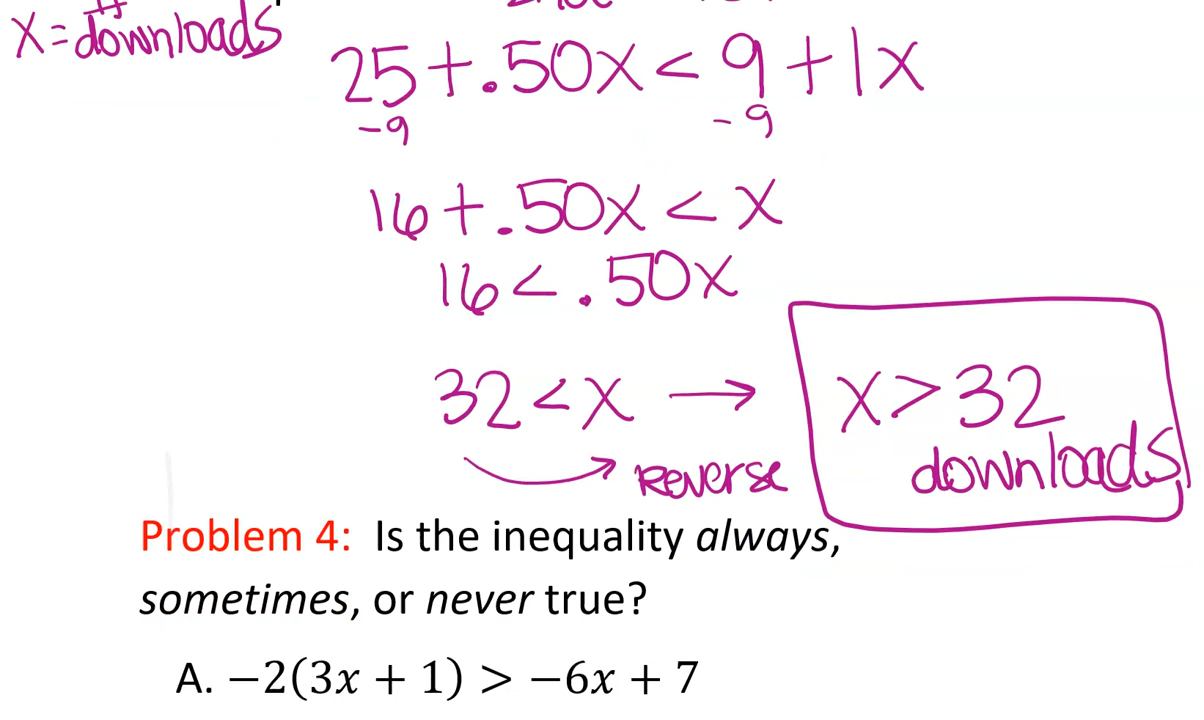 x = # downloads
25 + .50x < 9 + 1x
-9 -9
16 + .50x < x
16 < .50x
32 < x → x > 32
downloads
Reverse
Problem 4: Is the inequality always,
sometimes, or never true?
A. −2(3x + 1) > −6x + 7